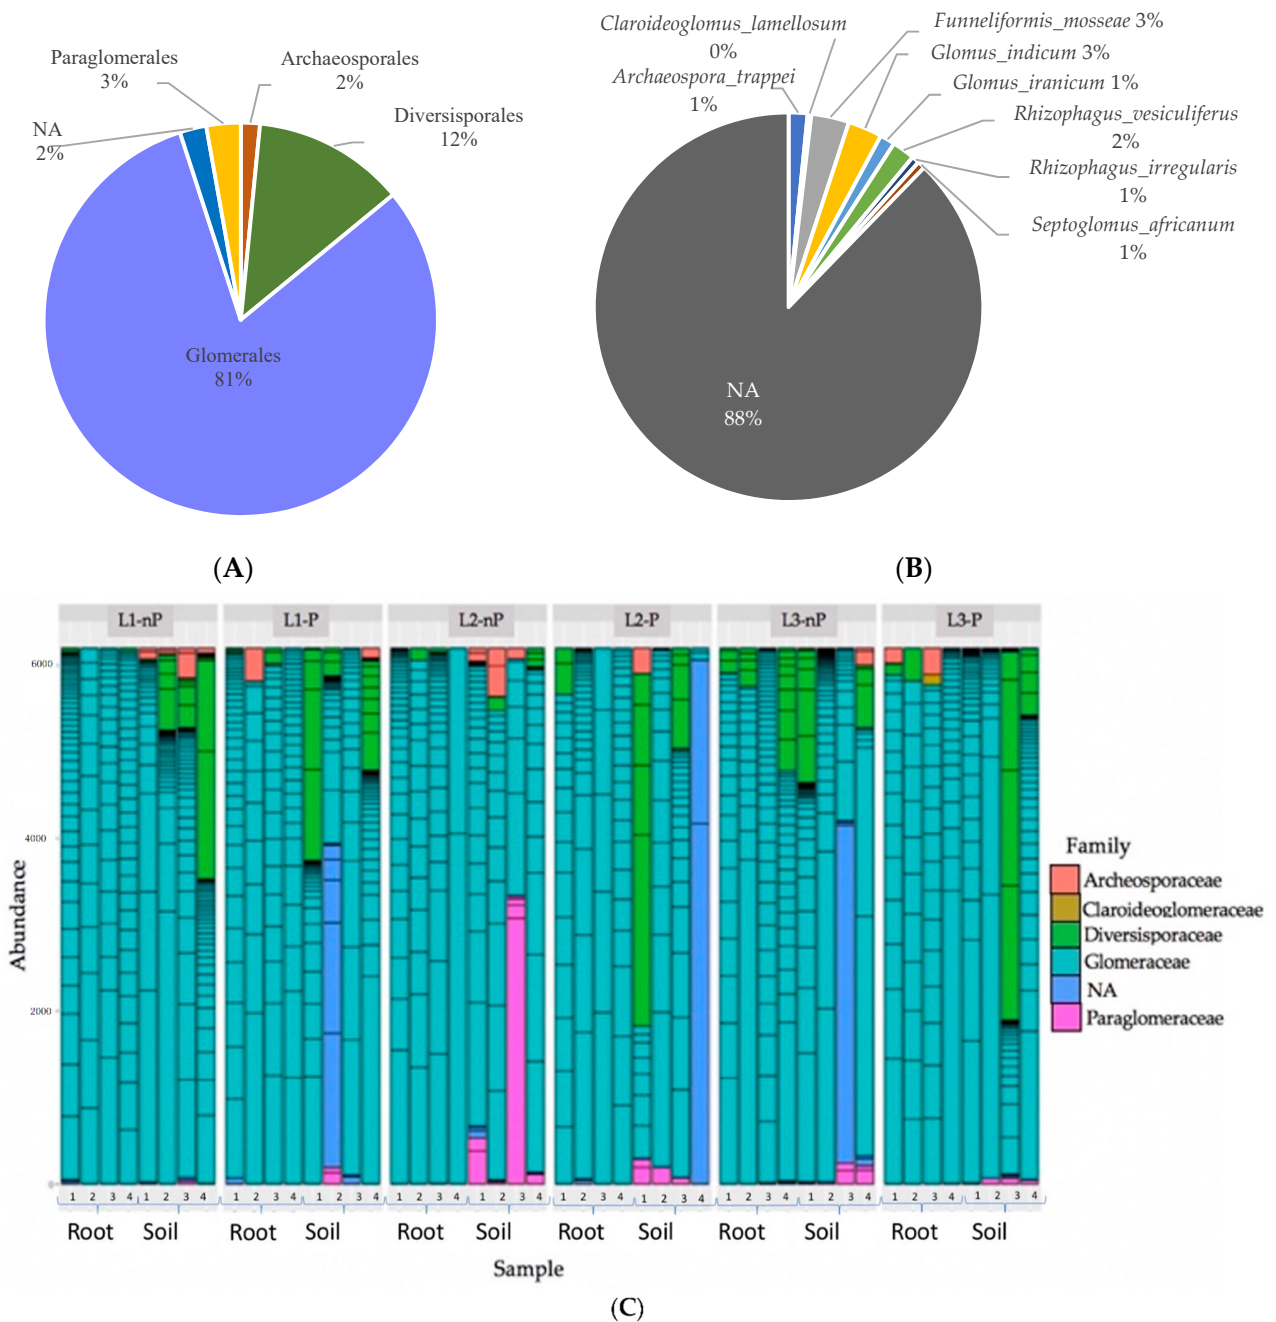 Paraglomerales
3%
Archaeosporales
2%
NA
2%
Diversisporales
12%
Glomerales
81%
(A)
Claroideoglomus_lamellosum
0%
Archaeospora_trappei
1%
Funneliformis_mosseae 3%
Glomus_indicum 3%
Glomus_iranicum 1%
Rhizophagus_vesiculiferus
2%
Rhizophagus_irregularis
1%
Septoglomus_africanum
1%
NA
88%
(B)
L1-nP L1-P L2-nP L2-P L3-nP L3-P
6000
4000
2000
0
Abundance
Family
Archeosporaceae
Claroideoglomeraceae
Diversisporaceae
Glomeraceae
NA
Paraglomeraceae
1 2 3 4 1 2 3 4 1 2 3 4 1 2 3 4 1 2 3 4 1 2 3 4 1 2 3 4 1 2 3 4 1 2 3 4 1 2 3 4 1 2 3 4 1 2 3 4
Root Soil Root Soil Root Soil Root Soil Root Soil Root Soil
Sample
(C)